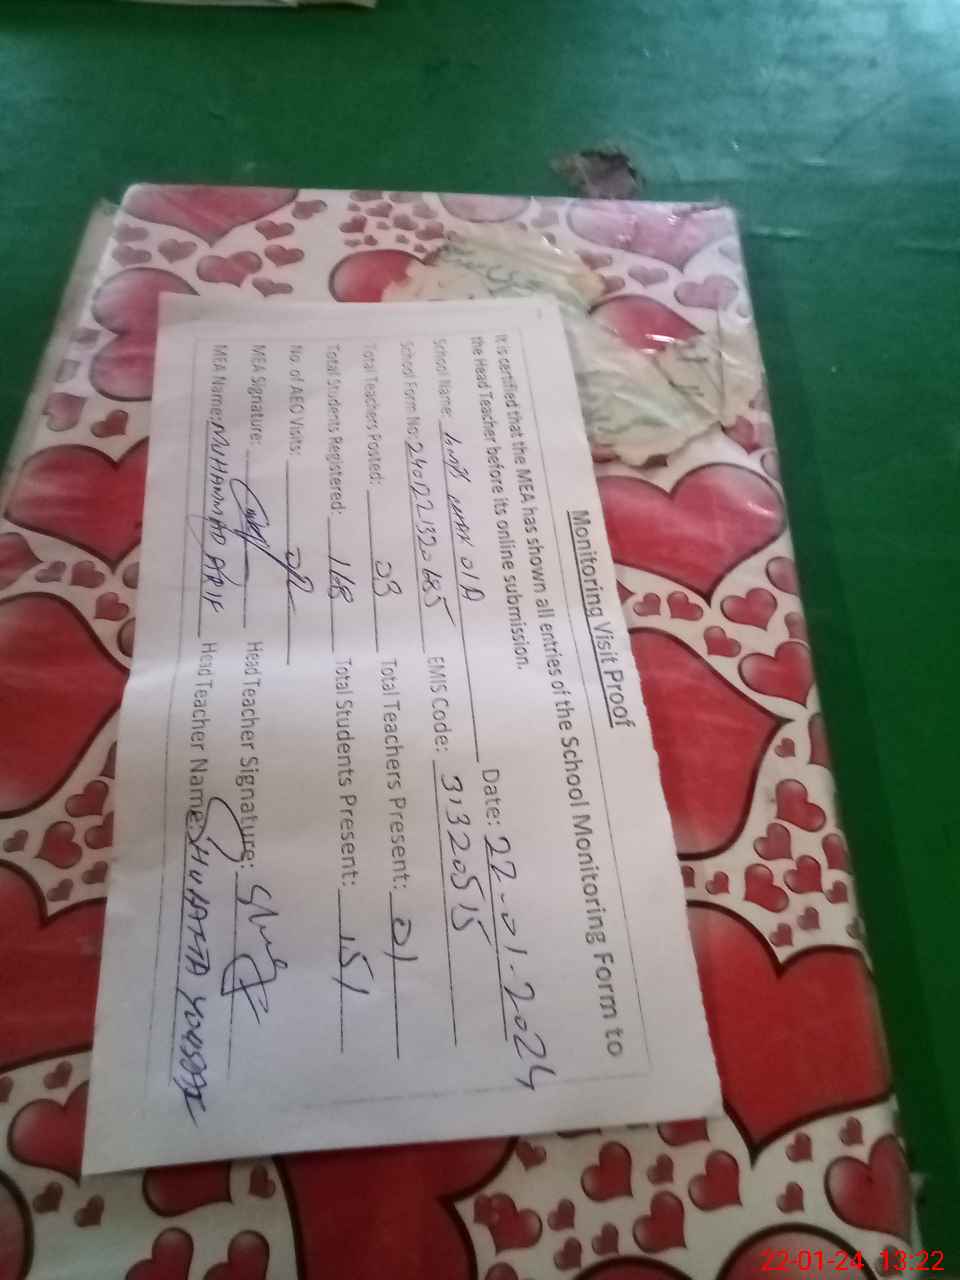 Monitoring Visit Proof
It is certified that the MEA has shown all entries of the School Monitoring Form to
the Head Teacher before its online submission.
School Name: 01A Date: 22-01-2024
School Form No: EMIS Code: 31320515
Total Teachers Posted: 03 Total Teachers Present: 01
Total Students Registered: 168 Total Students Present: 151
No. of AEO Visits: 02
MEA Signature: Head Teacher Signature:
MEA Name: MUHAMMAD ARIF Head Teacher Name:
22-01-24 13:22